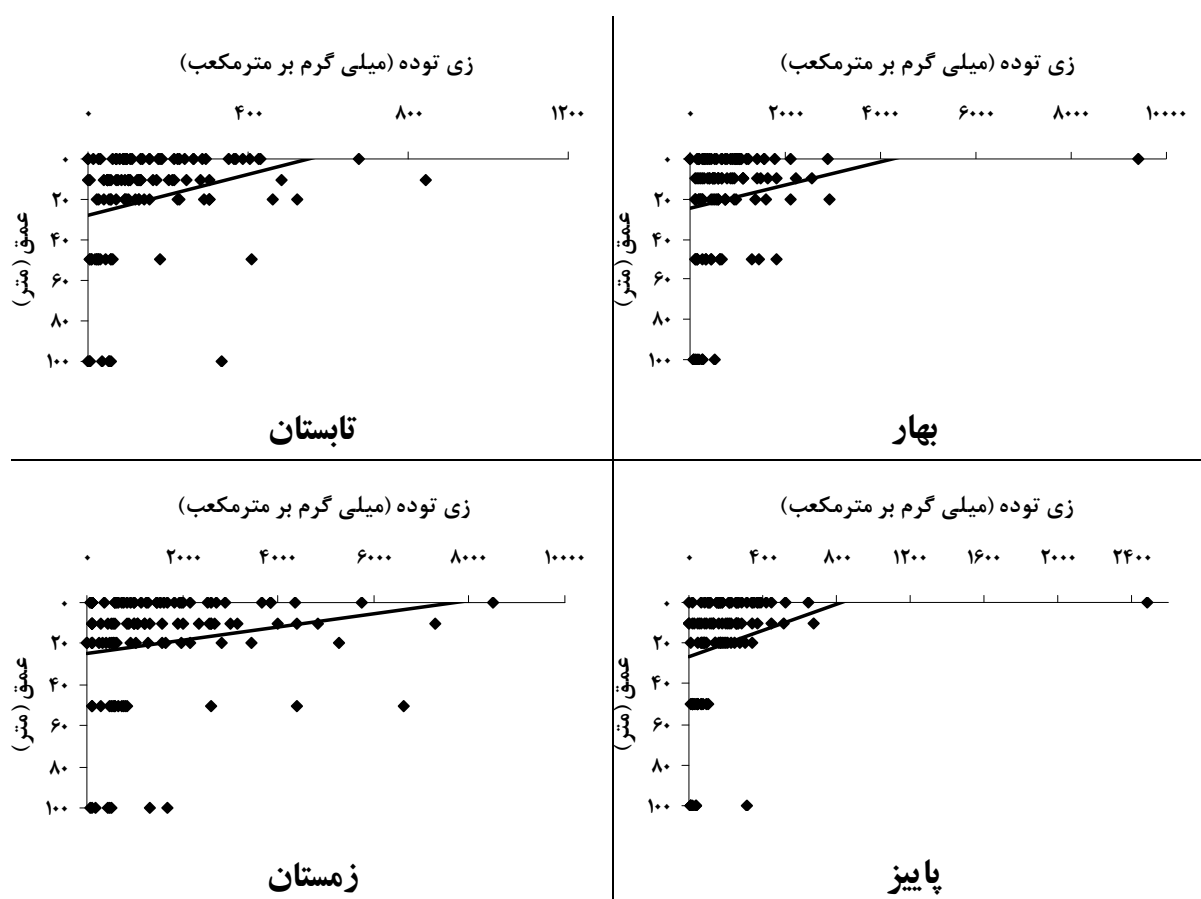 زی توده (میلی گرم بر مترمکعب)
۰ ۲۰۰۰ ۴۰۰۰ ۶۰۰۰ ۸۰۰۰ ۱۰۰۰۰
۰
۲۰
۴۰
۶۰
۸۰
۱۰۰
عمق (متر)
بهار
زی توده (میلی گرم بر مترمکعب)
۰ ۴۰۰ ۸۰۰ ۱۲۰۰
۰
۲۰
۴۰
۶۰
۸۰
۱۰۰
عمق (متر)
تابستان
زی توده (میلی گرم بر مترمکعب)
۰ ۴۰۰ ۸۰۰ ۱۲۰۰ ۱۶۰۰ ۲۰۰۰ ۲۴۰۰
۰
۲۰
۴۰
۶۰
۸۰
۱۰۰
عمق (متر)
پاییز
زی توده (میلی گرم بر مترمکعب)
۰ ۲۰۰۰ ۴۰۰۰ ۶۰۰۰ ۸۰۰۰ ۱۰۰۰۰
۰
۲۰
۴۰
۶۰
۸۰
۱۰۰
عمق (متر)
زمستان